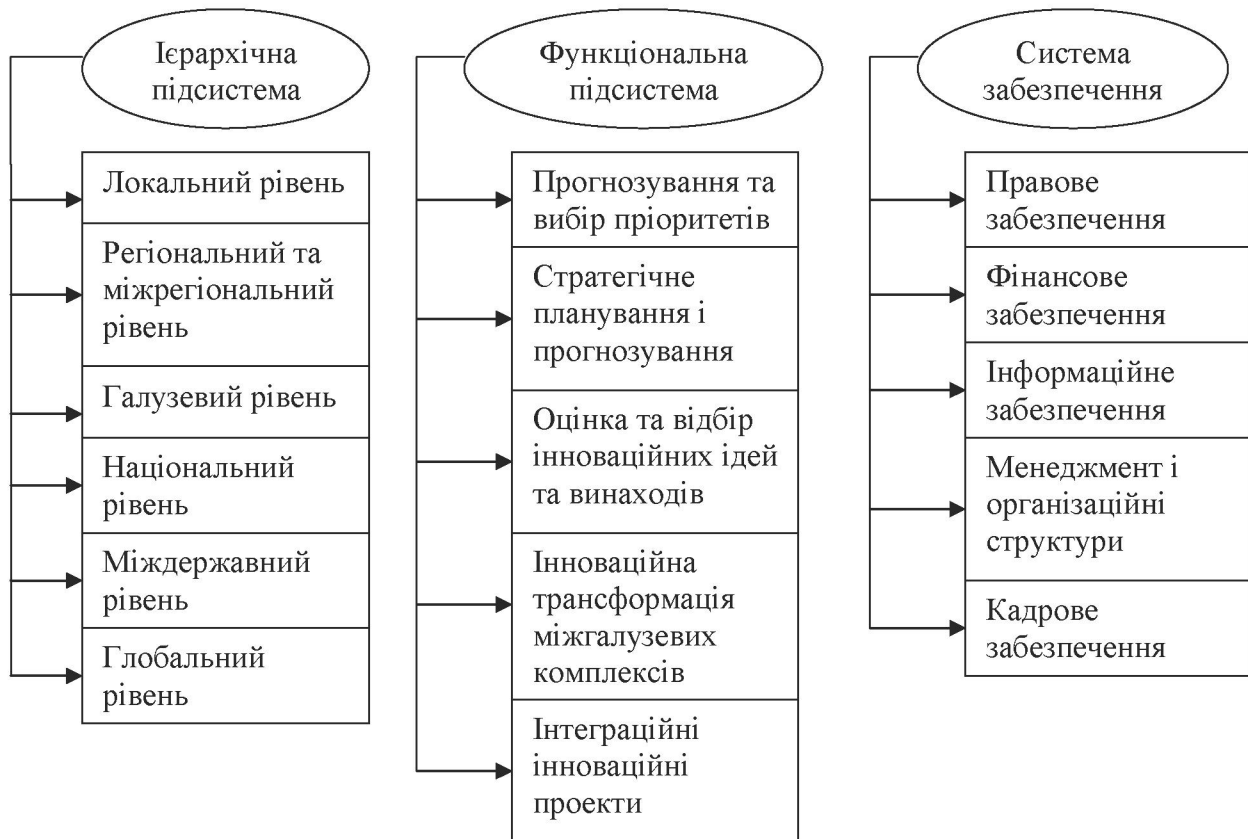 Ієрархічна
підсистема
Локальний рівень
Регіональний та
міжрегіональний
рівень
Галузевий рівень
Національний
рівень
Міждержавний
рівень
Глобальний
рівень
Функціональна
підсистема
Прогнозування та
вибір пріоритетів
Стратегічне
планування і
прогнозування
Оцінка та відбір
інноваційних ідей
та винаходів
Інноваційна
трансформація
міжгалузевих
комплексів
Інтеграційні
інноваційні
проекти
Система
забезпечення
Правове
забезпечення
Фінансове
забезпечення
Інформаційне
забезпечення
Менеджмент і
організаційні
структури
Кадрове
забезпечення